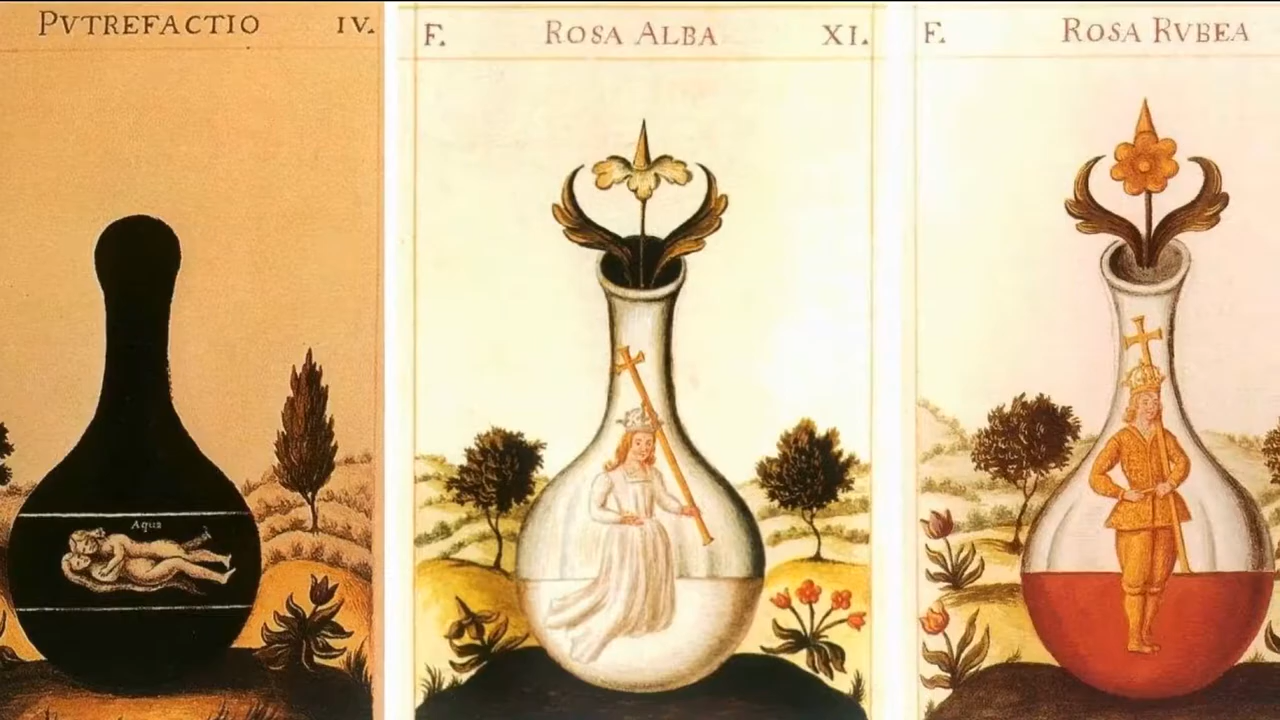 PVTREFACTIO IV.
Aqua
F. ROSA ALBA XI.
F. ROSA RVBEA